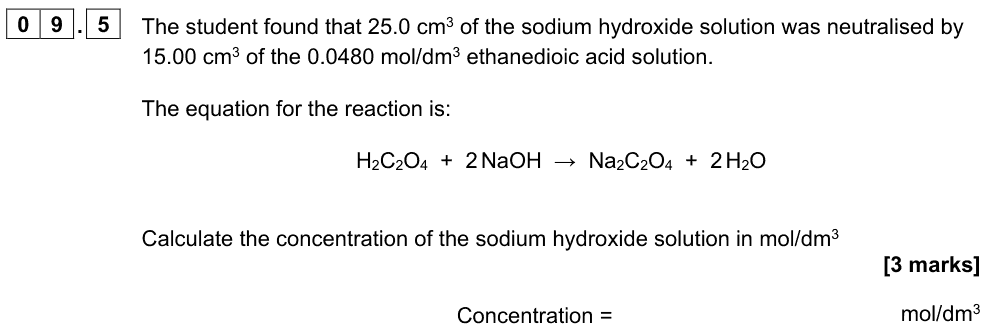 0 9 . 5 The student found that 25.0 cm³ of the sodium hydroxide solution was neutralised by
15.00 cm³ of the 0.0480 mol/dm³ ethanedioic acid solution.
The equation for the reaction is:
H₂C₂O₄ + 2 NaOH → Na₂C₂O₄ + 2 H₂O
Calculate the concentration of the sodium hydroxide solution in mol/dm³
[3 marks]
Concentration = mol/dm³